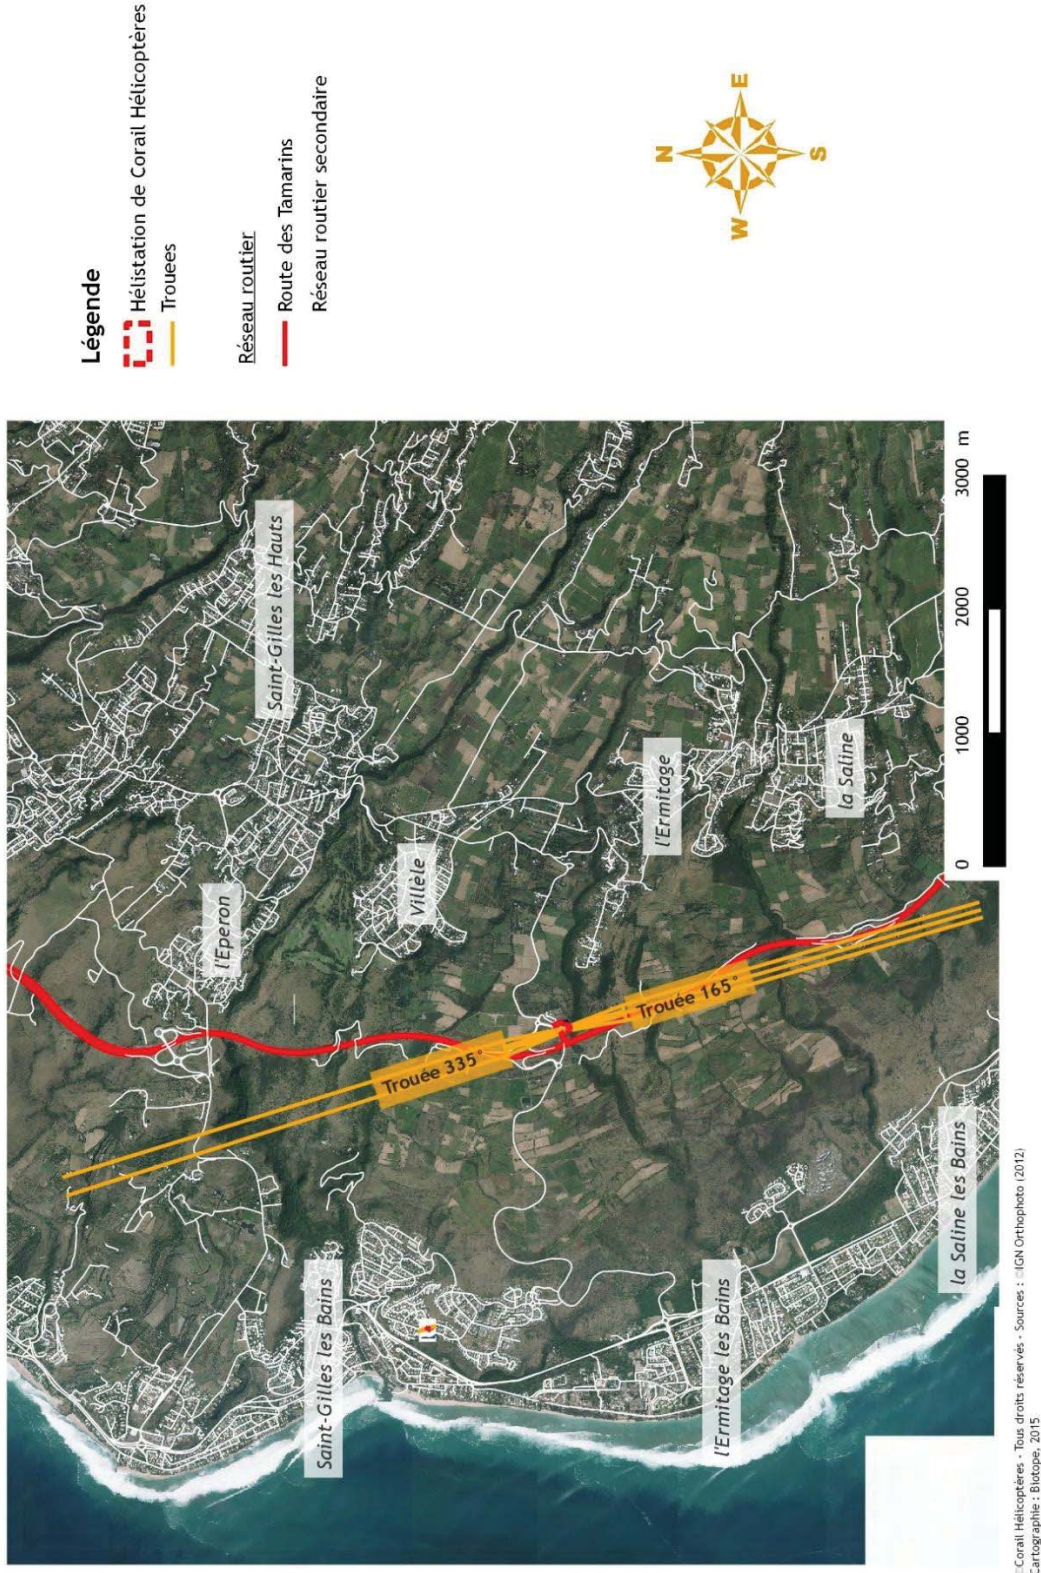 Légende
Hélistation de Corail Hélicoptères
Trouees
Réseau routier
Route des Tamarins
Réseau routier secondaire
N
E
S
W
Saint-Gilles les Hauts
l'Eperon
Villèle
l'Ermitage
la Saline
Trouée 335°
Trouée 165°
Saint-Gilles les Bains
l'Ermitage les Bains
la Saline les Bains
0 1000 2000 3000 m
©Corail Hélicoptères - Tous droits réservés - Sources : ©IGN Orthophoto (2012)
Cartographie : Biotope, 2015